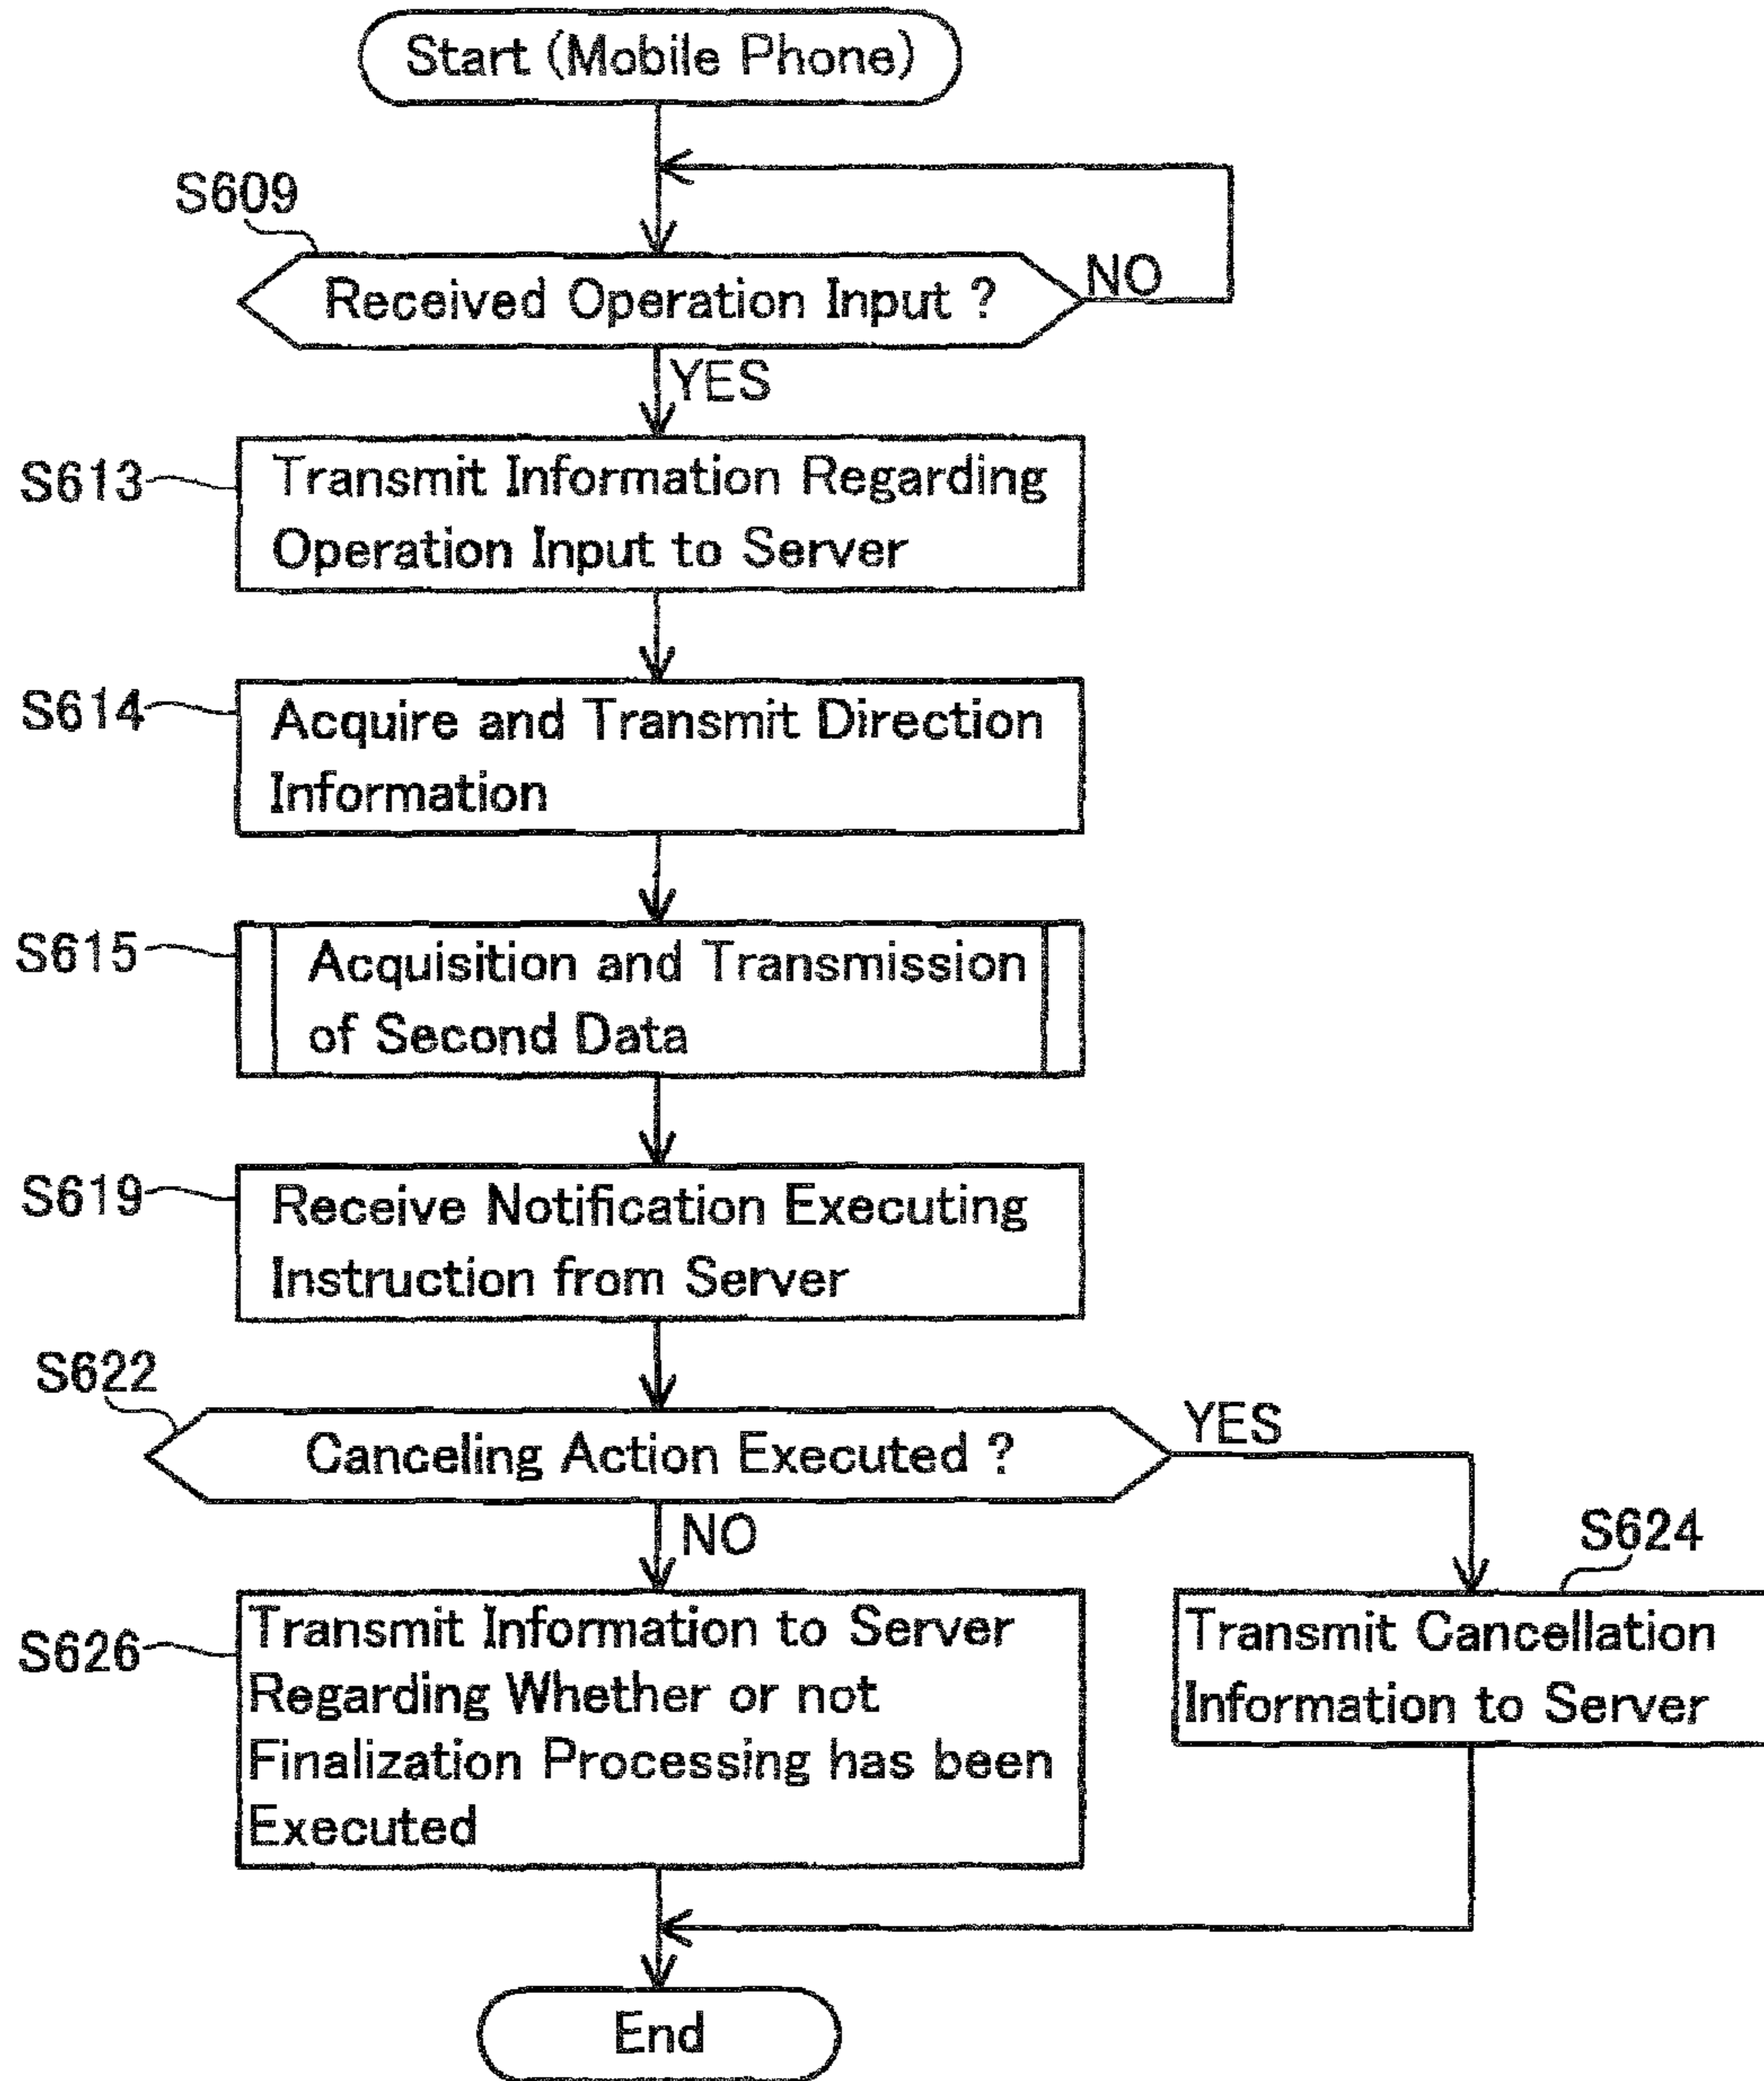 Start (Mobile Phone)
S609
Received Operation Input ?
NO
YES
S613
Transmit Information Regarding
Operation Input to Server
S614
Acquire and Transmit Direction
Information
S615
Acquisition and Transmission
of Second Data
S619
Receive Notification Executing
Instruction from Server
S622
Canceling Action Executed ?
YES
NO
S624
Transmit Cancellation
Information to Server
S626
Transmit Information to Server
Regarding Whether or not
Finalization Processing has been
Executed
End